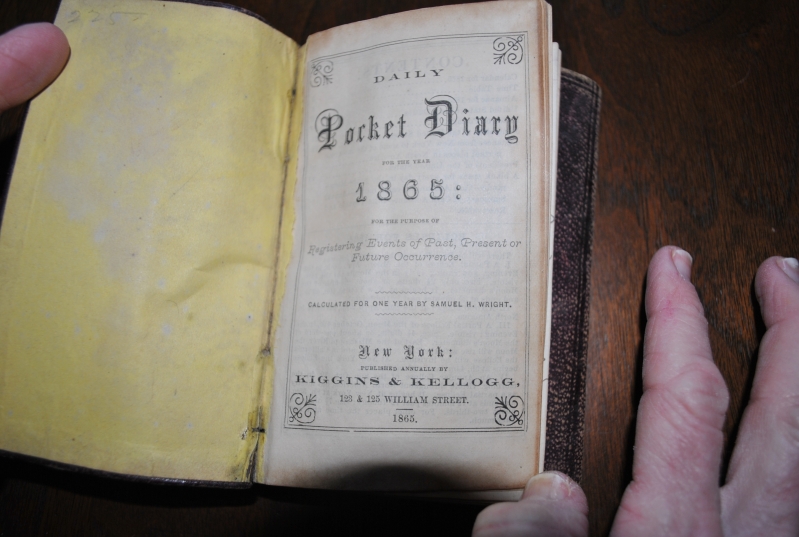 DAILY
Pocket Diary
FOR THE YEAR
1865:
FOR THE PURPOSE OF
Registering Events of Past, Present or
Future Occurrence.
CALCULATED FOR ONE YEAR BY SAMUEL H. WRIGHT.
New York:
PUBLISHED ANNUALLY BY
KIGGINS & KELLOGG,
123 & 125 WILLIAM STREET.
1865.